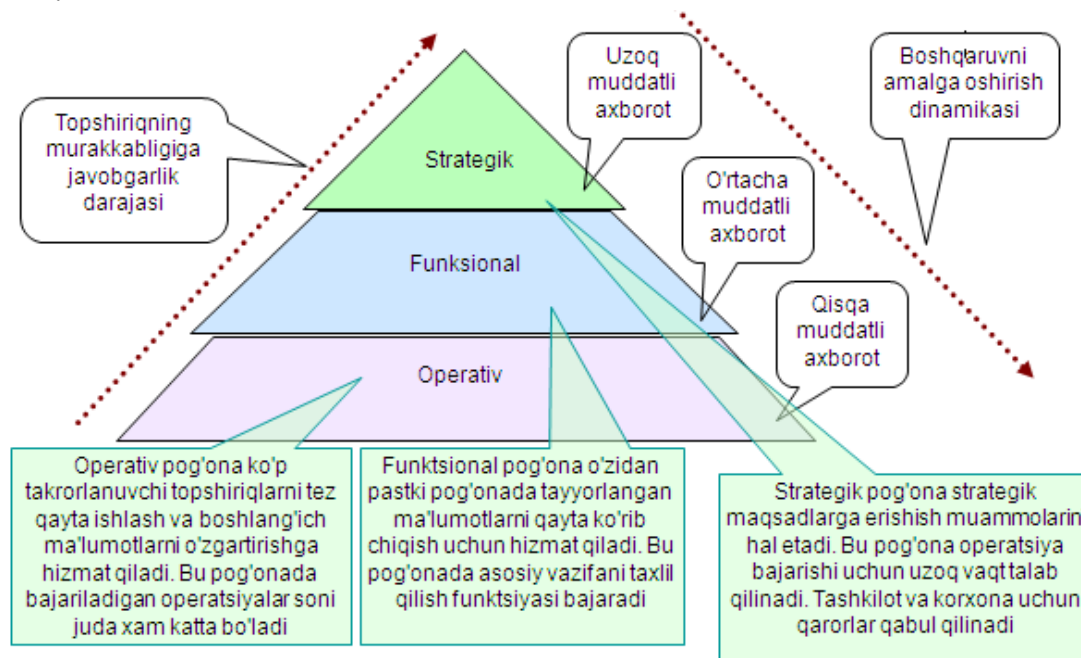 Uzoq
muddatli
axborot
Boshqaruvni
amalga oshirish
dinamikasi
Topshiriqning
murakkabligiga
javobgarlik
darajasi
Strategik
O'rtacha
muddatli
axborot
Funksional
Qisqa
muddatli
axborot
Operativ
Operativ pog'ona ko'p
takrorlanuvchi topshiriqlarni tez
qayta ishlash va boshlang'ich
ma'lumotlarni o'zgartirishga
hizmat qiladi. Bu pog'onada
bajariladigan operatsiyalar soni
juda xam katta bo'ladi
Funktsional pog'ona o'zidan
pastki pog'onada tayyorlangan
ma'lumotlarni qayta ko'rib
chiqish uchun hizmat qiladi. Bu
pog'onada asosiy vazifani taxlil
qilish funktsiyasi bajaradi
Strategik pog'ona strategik
maqsadlarga erishish muammolarin
hal etadi. Bu pog'ona operatsiya
bajarishi uchun uzoq vaqt talab
qilinadi. Tashkilot va korxona uchun
qarorlar qabul qilinadi